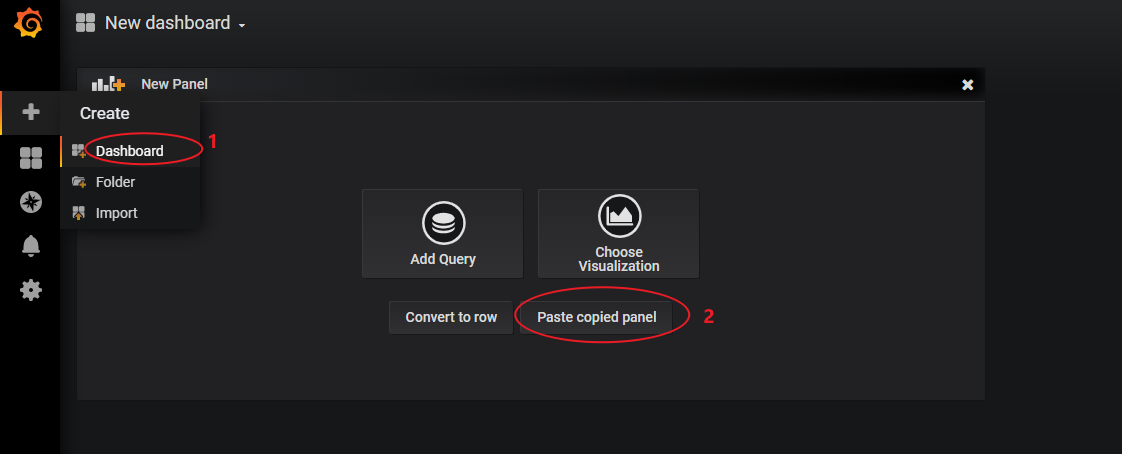 New dashboard
New Panel
Create
Dashboard
1
Folder
Import
Add Query
Choose
Visualization
Convert to row
Paste copied panel
2